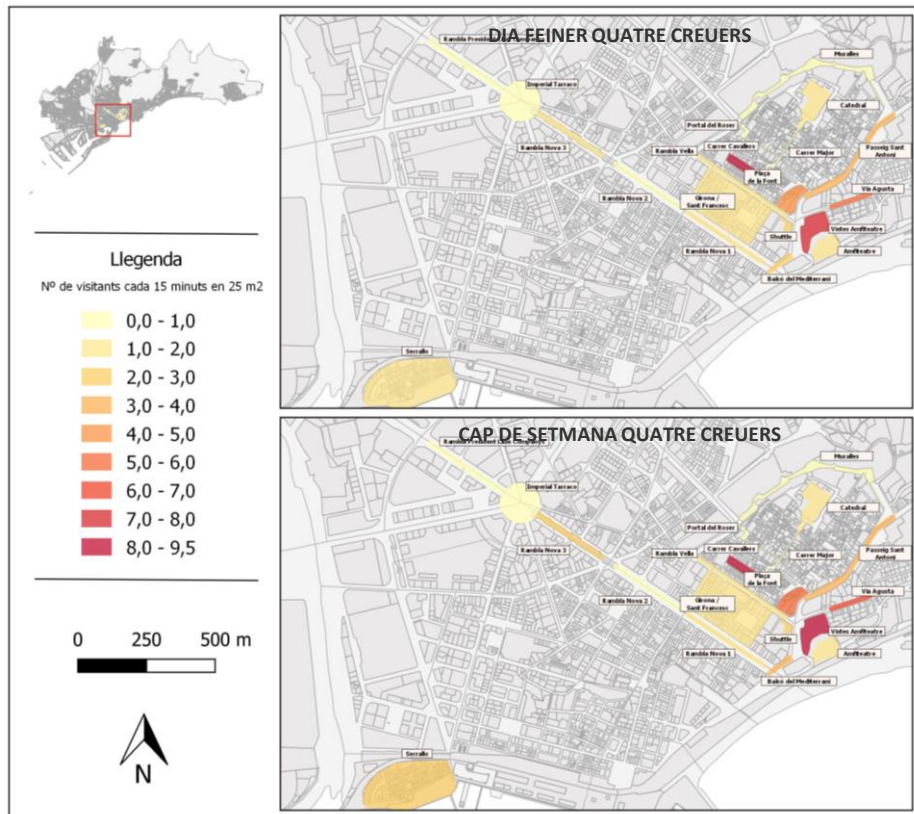 Llegenda
Nº de visitants cada 15 minuts en 25 m2
0,0 - 1,0
1,0 - 2,0
2,0 - 3,0
3,0 - 4,0
4,0 - 5,0
5,0 - 6,0
6,0 - 7,0
7,0 - 8,0
8,0 - 9,5
0 250 500 m
N
DIA FEINER QUATRE CREUERS
Rambla President
Muralles
Imperial Tarraco
Catedral
Portal del Roser
Carrer Cavallers
Rambla Nova 3
Rambla Vella
Carrer Major
Passeig Sant
Antoni
Plaça
de la Font
Via Agusta
Rambla Nova 2
Girona /
Sant Francesc
Vistes Amfiteatre
Shuttle
Rambla Nova 1
Amfiteatre
Balcó del Mediterrani
Serrallo
CAP DE SETMANA QUATRE CREUERS
Rambla President
Muralles
Imperial Tarraco
Catedral
Portal del Roser
Carrer Cavallers
Rambla Nova 3
Rambla Vella
Carrer Major
Passeig Sant
Antoni
Plaça
de la Font
Via Agusta
Rambla Nova 2
Girona /
Sant Francesc
Vistes Amfiteatre
Shuttle
Rambla Nova 1
Amfiteatre
Balcó del Mediterrani
Serrallo